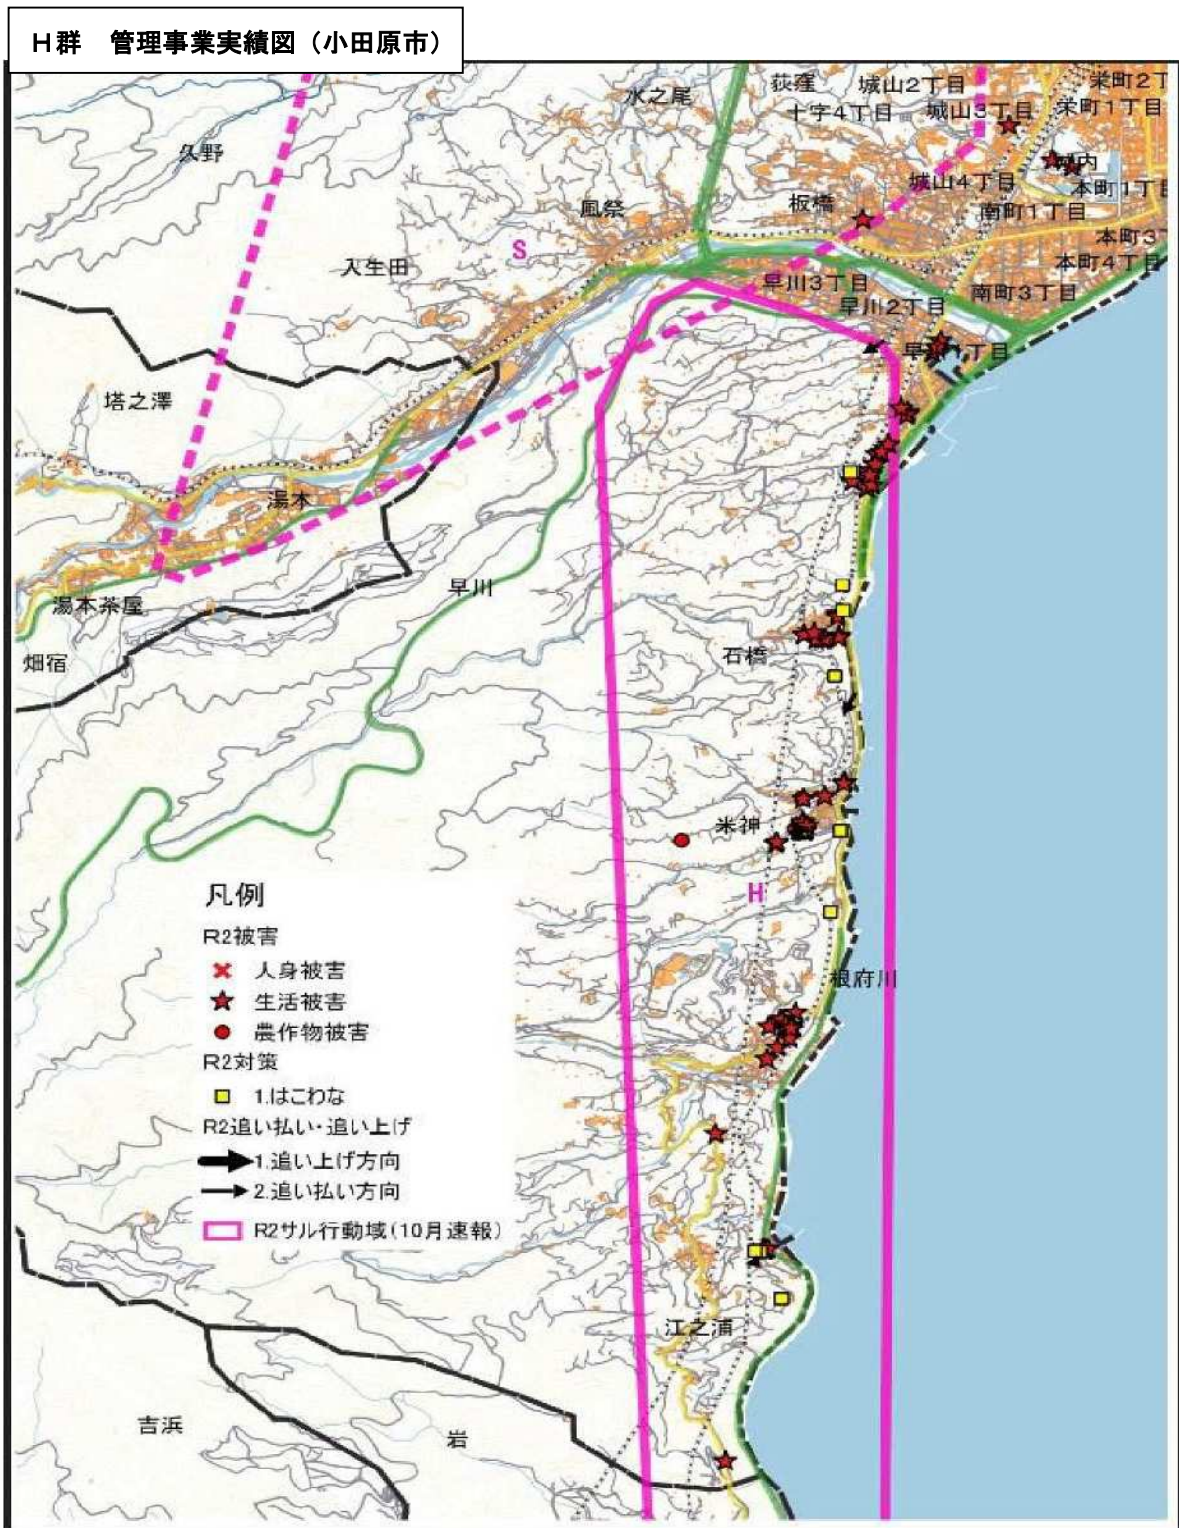 H群　管理事業実績図（小田原市）
水之尾
荻窪
城山2丁目
栄町2丁
十字4丁目
城山3丁目
栄町1丁目
久野
城内
城山4丁目
本町1丁目
風祭
板橋
南町1丁目
本町3丁
S
入生田
本町4丁目
早川3丁目
南町3丁目
早川2丁目
塔之澤
湯本
早川
湯本茶屋
畑宿
石橋
米神
H
根府川
江之浦
吉浜
岩
凡例
R2被害
人身被害
生活被害
農作物被害
R2対策
1.はこわな
R2追い払い・追い上げ
1.追い上げ方向
2.追い払い方向
R2サル行動域（10月速報）